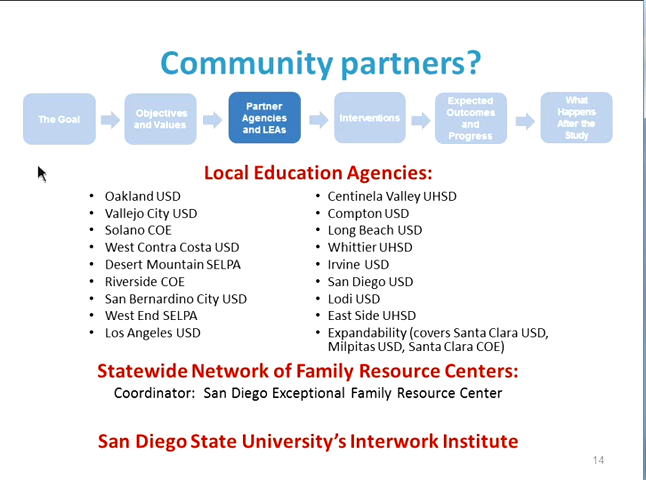 Community partners?
The Goal
Objectives
and Values
Partner
Agencies
and LEAs
Interventions
Expected
Outcomes
and
Progress
What
Happens
After the
Study
Local Education Agencies:
• Oakland USD
• Vallejo City USD
• Solano COE
• West Contra Costa USD
• Desert Mountain SELPA
• Riverside COE
• San Bernardino City USD
• West End SELPA
• Los Angeles USD
• Centinela Valley UHSD
• Compton USD
• Long Beach USD
• Whittier UHSD
• Irvine USD
• San Diego USD
• Lodi USD
• East Side UHSD
• Expandability (covers Santa Clara USD,
Milpitas USD, Santa Clara COE)
Statewide Network of Family Resource Centers:
Coordinator: San Diego Exceptional Family Resource Center
San Diego State University's Interwork Institute
14